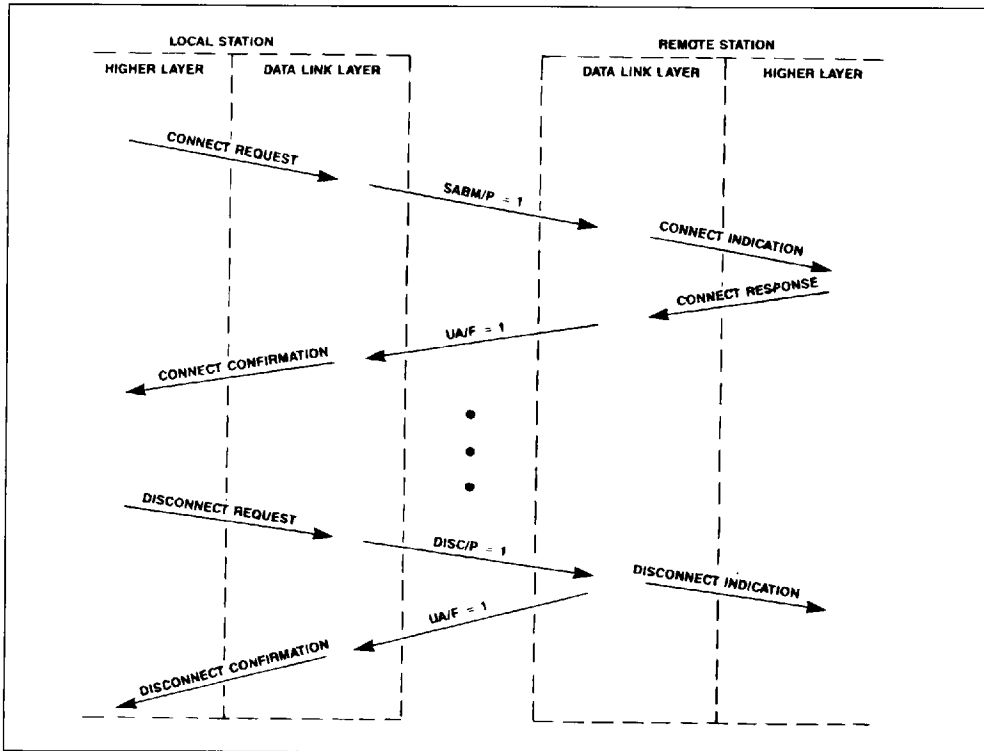 LOCAL STATION
REMOTE STATION
HIGHER LAYER
DATA LINK LAYER
DATA LINK LAYER
HIGHER LAYER
CONNECT REQUEST
SABM/P = 1
CONNECT INDICATION
CONNECT RESPONSE
UA/F = 1
CONNECT CONFIRMATION
DISCONNECT REQUEST
DISC/P = 1
DISCONNECT INDICATION
UA/F = 1
DISCONNECT CONFIRMATION